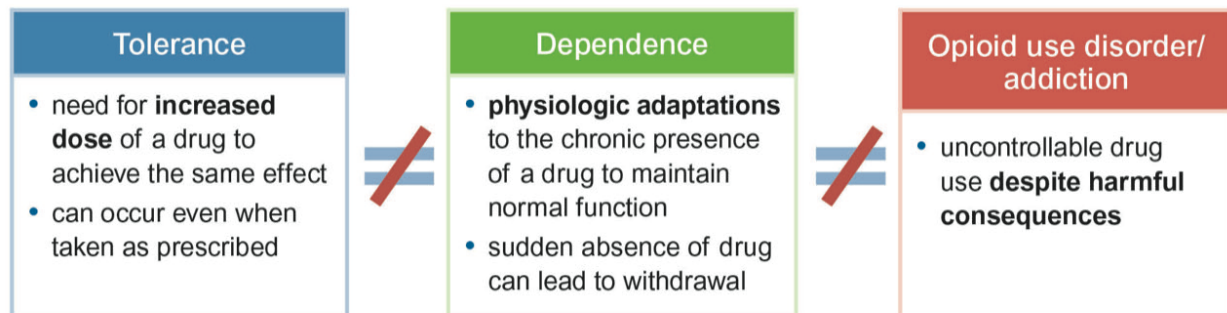 Tolerance
• need for increased
dose of a drug to
achieve the same effect
• can occur even when
taken as prescribed
≠
Dependence
• physiologic adaptations
to the chronic presence
of a drug to maintain
normal function
• sudden absence of drug
can lead to withdrawal
≠
Opioid use disorder/
addiction
• uncontrollable drug
use despite harmful
consequences